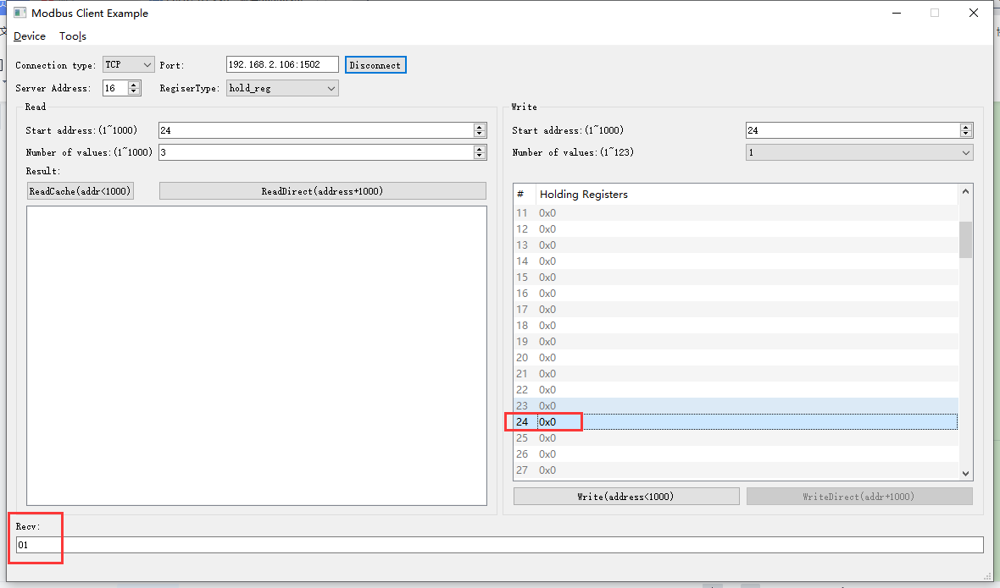 Modbus Client Example
Device Tools
Connection type: TCP Port: 192.168.2.106:1502 Disconnect
Server Address: 16 RegiserType: hold_reg
Read
Start address:(1~1000) 24
Number of values:(1~1000) 3
Result:
ReadCache(addr<1000) ReadDirect(address+1000)
Write
Start address:(1~1000) 24
Number of values:(1~123) 1
# Holding Registers
11 0x0
12 0x0
13 0x0
14 0x0
15 0x0
16 0x0
17 0x0
18 0x0
19 0x0
20 0x0
21 0x0
22 0x0
23 0x0
24 0x0
25 0x0
26 0x0
27 0x0
Write(address<1000) WriteDirect(addr+1000)
Recv:
01